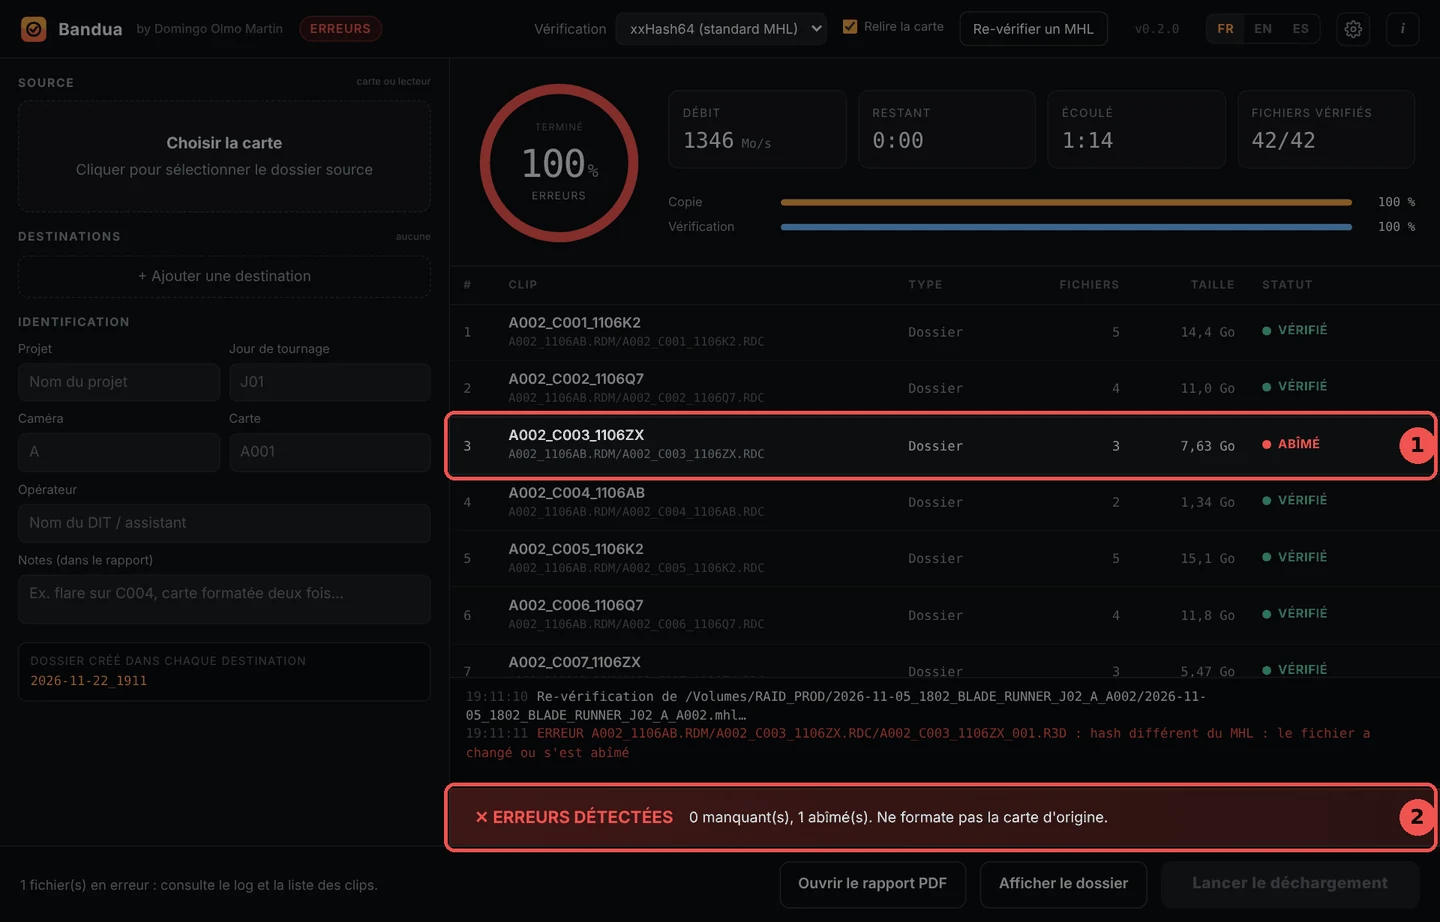 Bandua by Domingo Olmo Martin ERREURS Vérification xxHash64 (standard MHL) Relire la carte Re-vérifier un MHL v0.2.0 FR EN ES i
SOURCE carte ou lecteur
Choisir la carte
Cliquer pour sélectionner le dossier source
DESTINATIONS aucune
+ Ajouter une destination
IDENTIFICATION
Projet Jour de tournage
Nom du projet J01
Caméra Carte
A A001
Opérateur
Nom du DIT / assistant
Notes (dans le rapport)
Ex. flare sur C004, carte formatée deux fois...
DOSSIER CRÉÉ DANS CHAQUE DESTINATION
2026-11-22_1911
TERMINÉ
100%
ERREURS
DÉBIT
1346 Mo/s
RESTANT
0:00
ÉCOULÉ
1:14
FICHIERS VÉRIFIÉS
42/42
Copie 100 %
Vérification 100 %
# CLIP TYPE FICHIERS TAILLE STATUT
1 A002_C001_1106K2 Dossier 5 14,4 Go VÉRIFIÉ
A002_1106AB.RDM/A002_C001_1106K2.RDC
2 A002_C002_1106Q7 Dossier 4 11,0 Go VÉRIFIÉ
A002_1106AB.RDM/A002_C002_1106Q7.RDC
3 A002_C003_1106ZX Dossier 3 7,63 Go ABÎMÉ 1
A002_1106AB.RDM/A002_C003_1106ZX.RDC
4 A002_C004_1106AB Dossier 2 1,34 Go VÉRIFIÉ
A002_1106AB.RDM/A002_C004_1106AB.RDC
5 A002_C005_1106K2 Dossier 5 15,1 Go VÉRIFIÉ
A002_1106AB.RDM/A002_C005_1106K2.RDC
6 A002_C006_1106Q7 Dossier 4 11,8 Go VÉRIFIÉ
A002_1106AB.RDM/A002_C006_1106Q7.RDC
7 A002_C007_1106ZX Dossier 3 5,47 Go VÉRIFIÉ
19:11:10 Re-vérification de /Volumes/RAID_PROD/2026-11-05_1802_BLADE_RUNNER_J02_A_A002/2026-11-
05_1802_BLADE_RUNNER_J02_A_A002.mhl…
19:11:11 ERREUR A002_1106AB.RDM/A002_C003_1106ZX.RDC/A002_C003_1106ZX_001.R3D : hash différent du MHL : le fichier a
changé ou s'est abîmé
✕ ERREURS DÉTECTÉES 0 manquant(s), 1 abîmé(s). Ne formate pas la carte d'origine. 2
1 fichier(s) en erreur : consulte le log et la liste des clips. Ouvrir le rapport PDF Afficher le dossier Lancer le déchargement